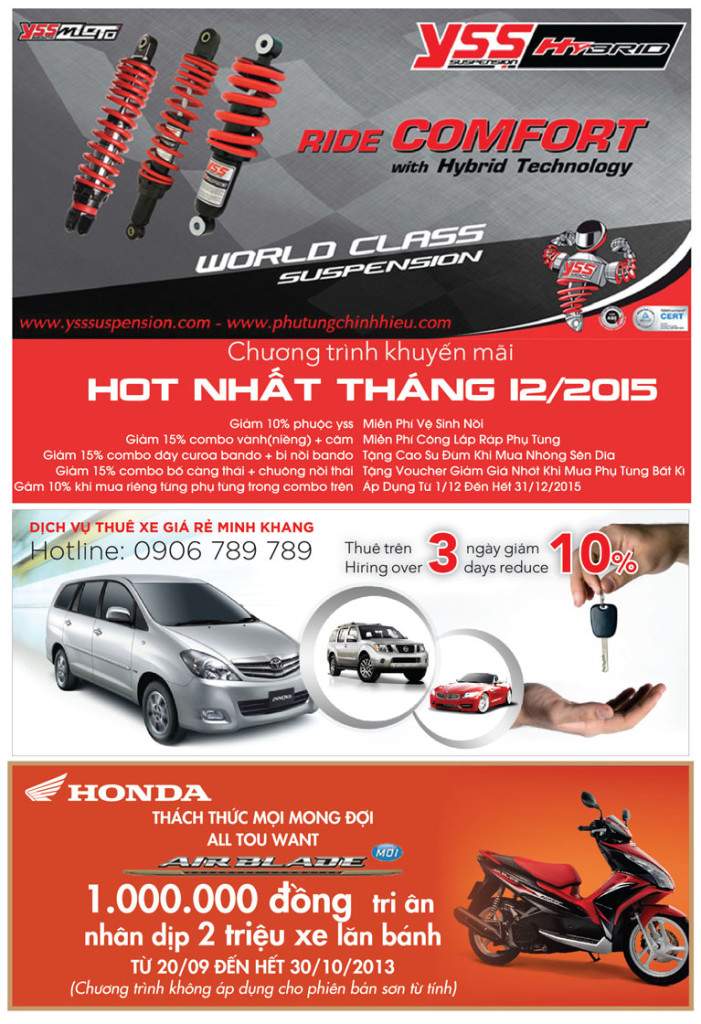 YSS MOTO
YSS SUSPENSION HYBRID
RIDE COMFORT
with Hybrid Technology
WORLD CLASS
SUSPENSION
YSS
YSS
www.ysssuspension.com - www.phutungchinhhieu.com
CERT
Chương trình khuyến mãi
HOT NHẤT THÁNG 12/2015
Giảm 10% phuộc yss
Giảm 15% combo vành(niềng) + căm
Giảm 15% combo dây curoa bando + bi nồi bando
Giảm 15% combo bố càng thái + chuông nồi thái
Gảm 10% khi mua riêng từng phụ tùng trong combo trên
Miễn Phí Vệ Sinh Nồi
Miễn Phí Công Lắp Ráp Phụ Tùng
Tặng Cao Su Đùm Khi Mua Nhông Sên Dĩa
Tặng Voucher Giảm Giá Nhớt Khi Mua Phụ Tùng Bất Kì
Áp Dụng Từ 1/12 Đến Hết 31/12/2015
DỊCH VỤ THUÊ XE GIÁ RẺ MINH KHANG
Hotline: 0906 789 789
Thuê trên 3 ngày giảm 10%
Hiring over days reduce
INNOVA
HONDA
THÁCH THỨC MỌI MONG ĐỢI
ALL TOU WANT
AIR BLADE MỚI
1.000.000 đồng tri ân
nhân dịp 2 triệu xe lăn bánh
TỪ 20/09 ĐẾN HẾT 30/10/2013
(Chương trình không áp dụng cho phiên bản sơn từ tính)